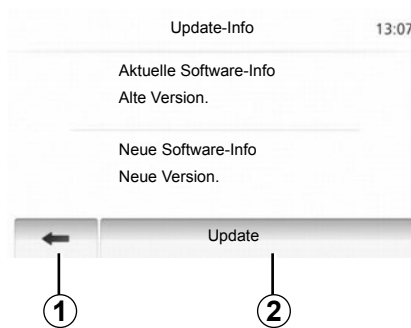 Update-Info 13:07
Aktuelle Software-Info
Alte Version.
Neue Software-Info
Neue Version.
Update
1 2